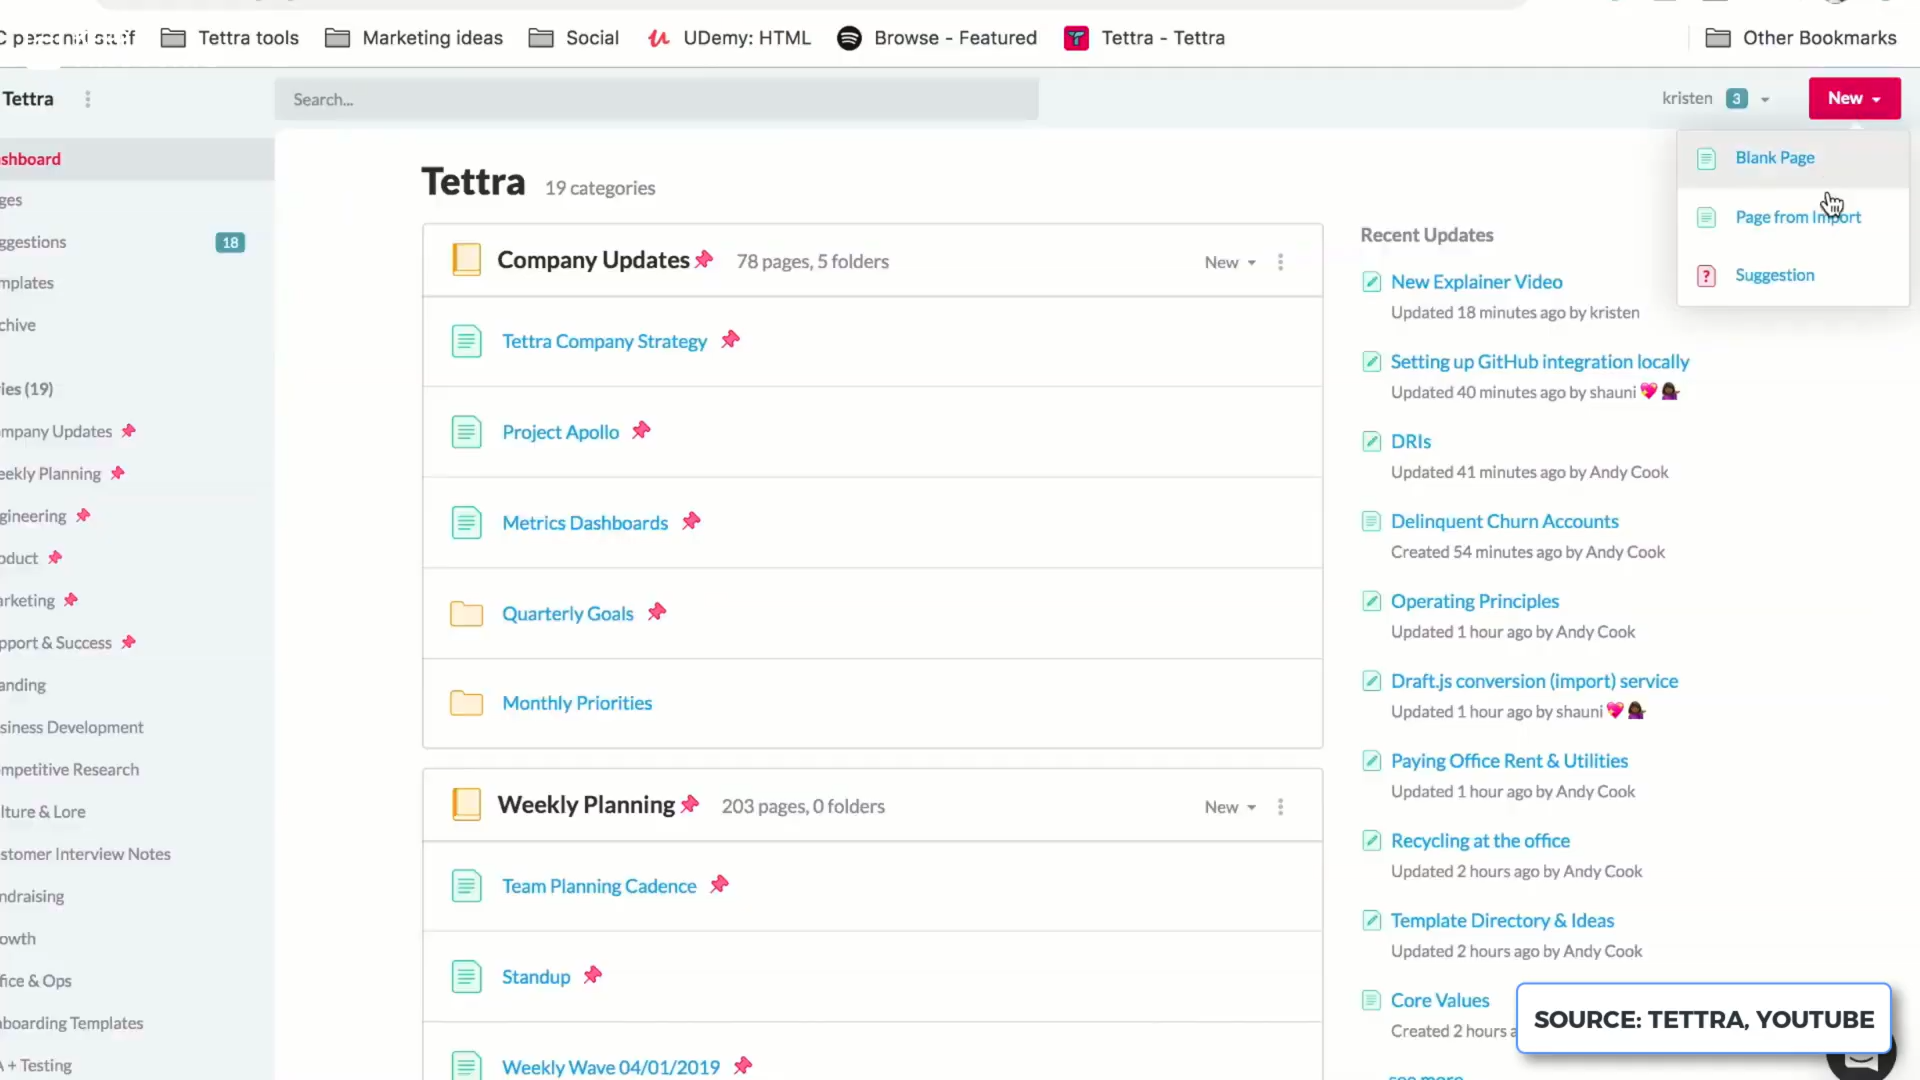 Tettra tools
Marketing ideas
Social
UDemy: HTML
Browse - Featured
Tettra - Tettra
Other Bookmarks
Tettra
Search...
kristen 3
New
shboard
ges
ggestions 18
mplates
chive
ies (19)
mpany Updates
eekly Planning
gineering
oduct
arketing
pport & Success
anding
siness Development
mpetitive Research
lture & Lore
stomer Interview Notes
ndraising
owth
fice & Ops
boarding Templates
A + Testing
Tettra 19 categories
Company Updates 78 pages, 5 folders New
Tettra Company Strategy
Project Apollo
Metrics Dashboards
Quarterly Goals
Monthly Priorities
Weekly Planning 203 pages, 0 folders New
Team Planning Cadence
Standup
Weekly Wave 04/01/2019
Blank Page
Page from Import
Suggestion
Recent Updates
New Explainer Video
Updated 18 minutes ago by kristen
Setting up GitHub integration locally
Updated 40 minutes ago by shauni 💖 💁🏿‍♀️
DRIs
Updated 41 minutes ago by Andy Cook
Delinquent Churn Accounts
Created 54 minutes ago by Andy Cook
Operating Principles
Updated 1 hour ago by Andy Cook
Draft.js conversion (import) service
Updated 1 hour ago by shauni 💖 💁🏿‍♀️
Paying Office Rent & Utilities
Updated 1 hour ago by Andy Cook
Recycling at the office
Updated 2 hours ago by Andy Cook
Template Directory & Ideas
Updated 2 hours ago by Andy Cook
Core Values
Created 2 hours a
see more
SOURCE: TETTRA, YOUTUBE